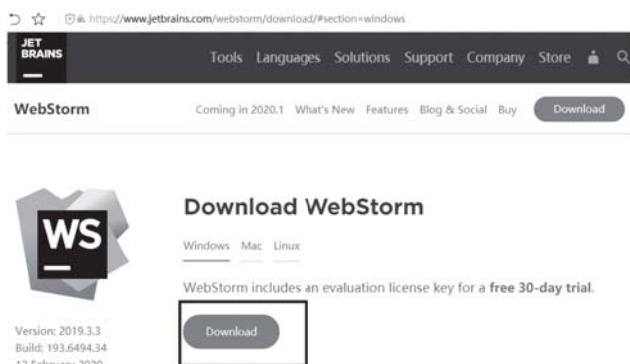 https://www.jetbrains.com/webstorm/download/#section=windows
JET
BRAINS
Tools Languages Solutions Support Company Store
WebStorm
Coming in 2020.1 What's New Features Blog & Social Buy Download
WS
Download WebStorm
Windows Mac Linux
WebStorm includes an evaluation license key for a free 30-day trial.
Download
Version: 2019.3.3
Build: 193.6494.34